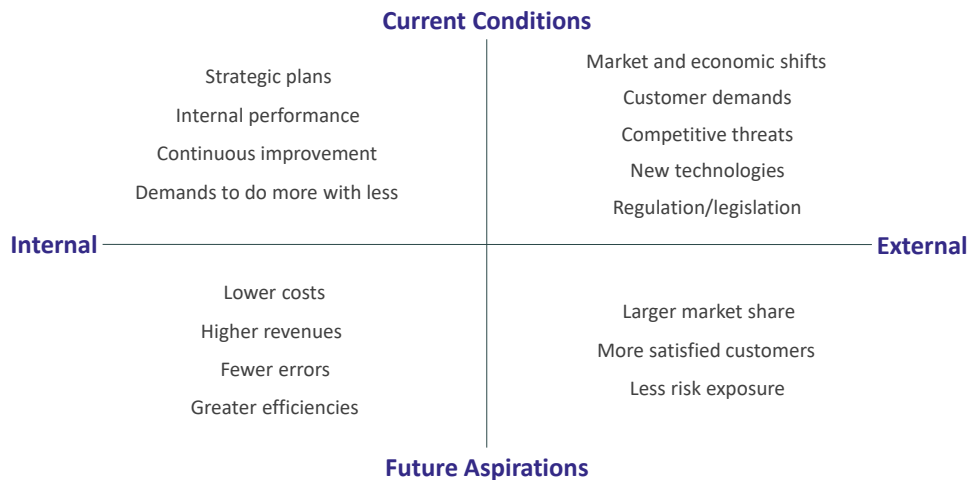 Current Conditions
Strategic plans
Internal performance
Continuous improvement
Demands to do more with less
Market and economic shifts
Customer demands
Competitive threats
New technologies
Regulation/legislation
Internal
External
Lower costs
Higher revenues
Fewer errors
Greater efficiencies
Larger market share
More satisfied customers
Less risk exposure
Future Aspirations